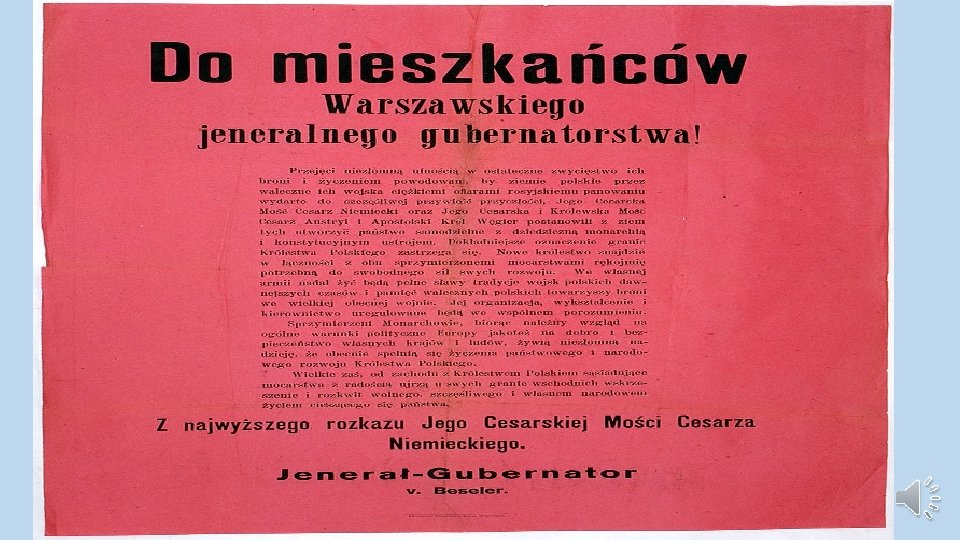 Do mieszkańców
Warszawskiego
jeneralnego gubernatorstwa!
Przejęci niezłomną ufnością w ostateczne zwycięstwo ich
broni i życzeniem powodowani, by ziemie polskie przez
waleczne ich wojska ciężkiemi ofiarami rosyjskiemu panowaniu
wydarte do szczęśliwej przywieść przyszłości, Jego Cesarska
Mość Cesarz Niemiecki oraz Jego Cesarska i Królewska Mość
Cesarz Austryi i Apostolski Król Węgier postanowili z ziem
tych utworzyć państwo samodzielne z dziedziczną monarchią
i konstytucyjnym ustrojem. Dokładniejsze oznaczenie granic
Królestwa Polskiego zastrzega się. Nowe królestwo znajdzie
w łączności z obu sprzymierzonemi mocarstwami rękojmię
potrzebną do swobodnego sił swych rozwoju. We własnej
armii nadal żyć będą pełne sławy tradycje wojsk polskich daw-
niejszych czasów i pamięć walecznych polskich towarzyszy broni
we wielkiej obecnej wojnie. Jej organizacja, wykształcenie i
kierownictwo uregulowane będą we wspólnem porozumieniu.
Sprzymierzeni Monarchowie, biorąc należny wzgląd na
ogólne warunki polityczne Europy jakoteż na dobro i bez-
pieczeństwo własnych krajów i ludów, żywią niezłomną na-
dzieję, że obecnie spełnią się życzenia państwowego i narodo-
wego rozwoju Królestwa Polskiego.
Wielkie zaś, od zachodu z Królestwem Polskiem sąsiadujące
mocarstwa z radością ujrzą u swych granic wschodnich wskrze-
szenie i rozkwit wolnego, szczęśliwego i własnem narodowem
życiem cieszącego się państwa.
Z najwyższego rozkazu Jego Cesarskiej Mości Cesarza
Niemieckiego.
Jenerał-Gubernator
v. Beseler.